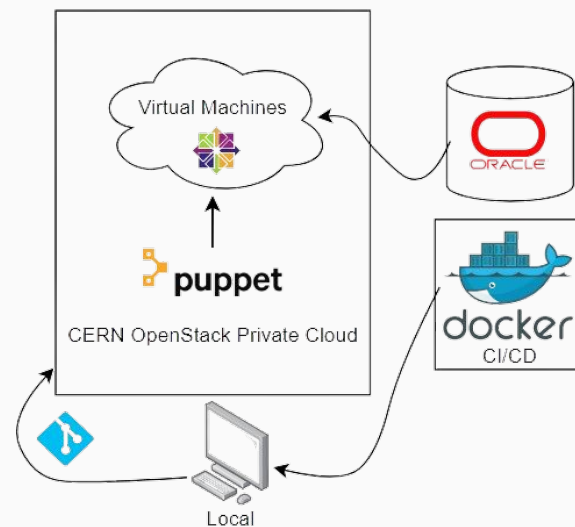 Virtual Machines
ORACLE
puppet
CERN OpenStack Private Cloud
docker
CI/CD
Local